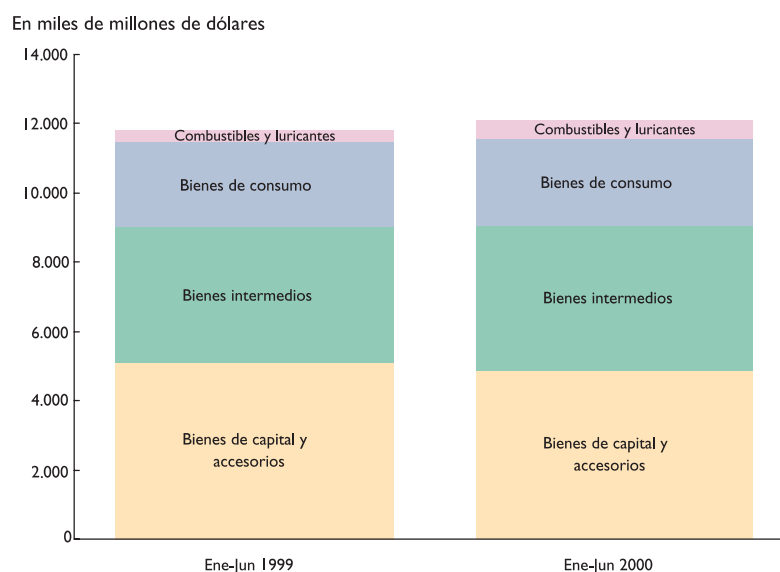 En miles de millones de dólares
14.000
12.000
10.000
8.000
6.000
4.000
2.000
0
Combustibles y luricantes
Bienes de consumo
Bienes intermedios
Bienes de capital y
accesorios
Combustibles y luricantes
Bienes de consumo
Bienes intermedios
Bienes de capital y
accesorios
Ene-Jun 1999
Ene-Jun 2000